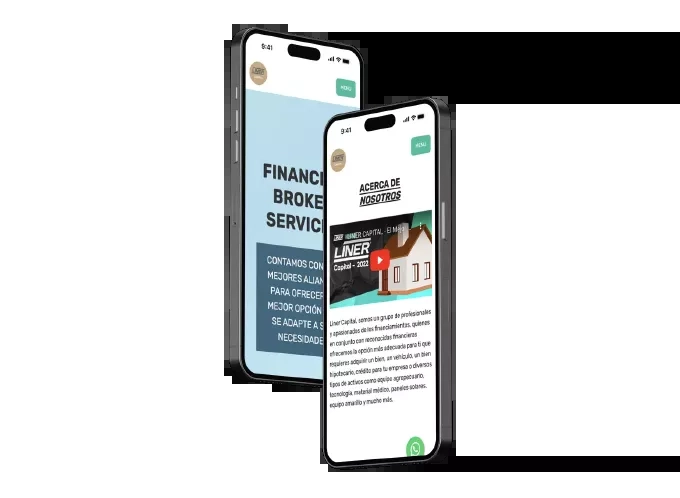 9:41
MENU
FINANCI
BROKE
SERVIC
CONTAMOS CON
MEJORES ALIAN
PARA OFRECER
MEJOR OPCIÓN
SE ADAPTE A S
NECESIDADE
9:41
LINER
MENU
ACERCA DE
NOSOTROS
LINER CAPITAL - El Mejo
LINER
Capital - 2022
Liner Capital, somos un grupo de profesionales
y apasionados de los financiamientos, quienes
en conjunto con reconocidas financieras
ofrecemos la opción más adecuada para ti que
requieres adquirir un bien, un vehículo, un bien
hipotecario, crédito para tu empresa o diversos
tipos de activos como equipo agropecuario,
tecnología, material médico, paneles solares,
equipo amarillo y mucho más.